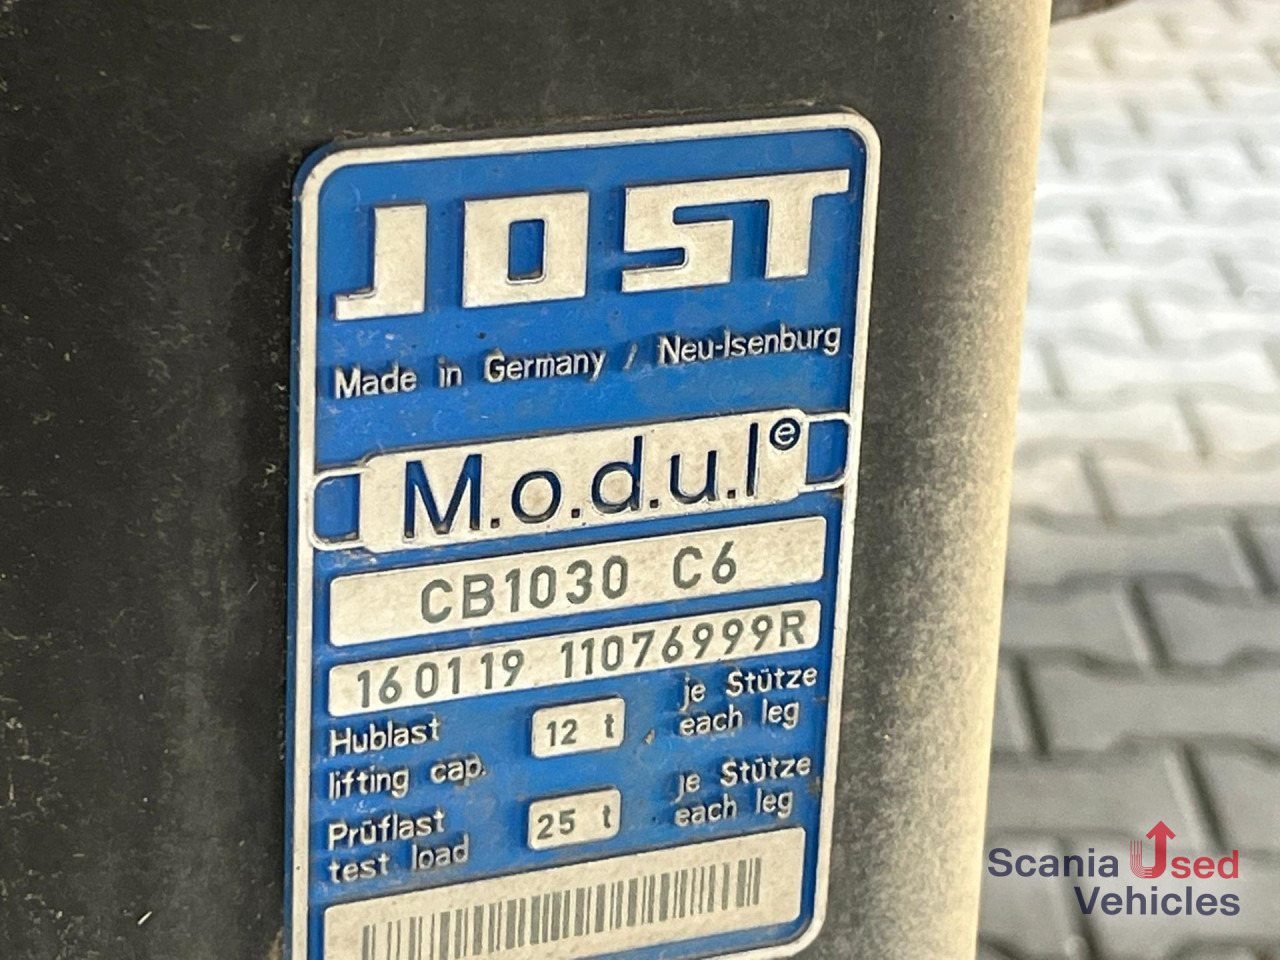 JOST
Made in Germany / Neu-Isenburg
M.o.d.u.l e
CB1030 C6
160119 11076999R
Hublast 12 t je Stütze
lifting cap. each leg
Prüflast 25 t je Stütze
test load each leg
Scania Used
Vehicles